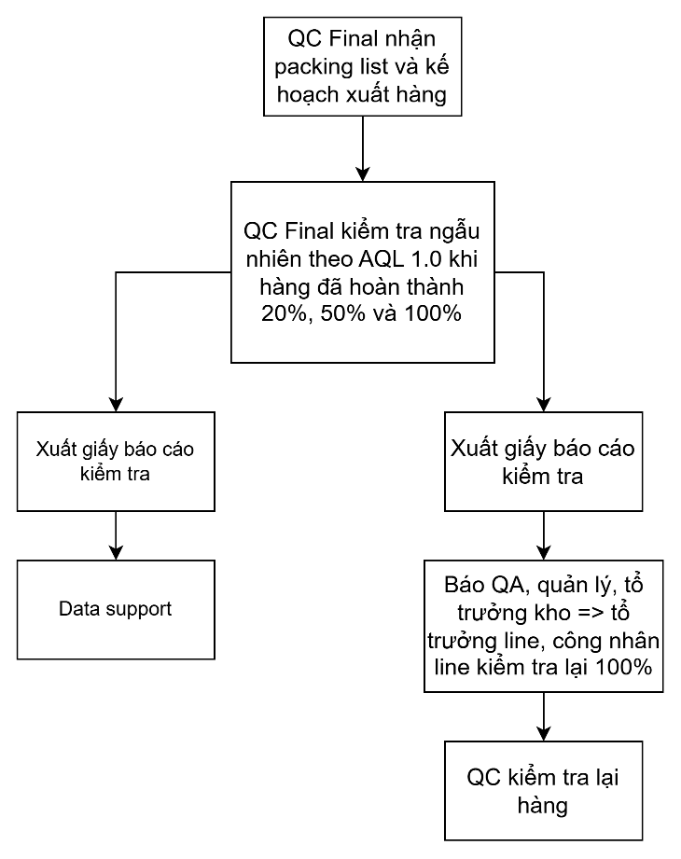 QC Final nhận
packing list và kế
hoạch xuất hàng
QC Final kiểm tra ngẫu
nhiên theo AQL 1.0 khi
hàng đã hoàn thành
20%, 50% và 100%
Xuất giấy báo cáo
kiểm tra
Data support
Xuất giấy báo cáo
kiểm tra
Báo QA, quản lý, tổ
trưởng kho => tổ
trưởng line, công nhân
line kiểm tra lại 100%
QC kiểm tra lại
hàng